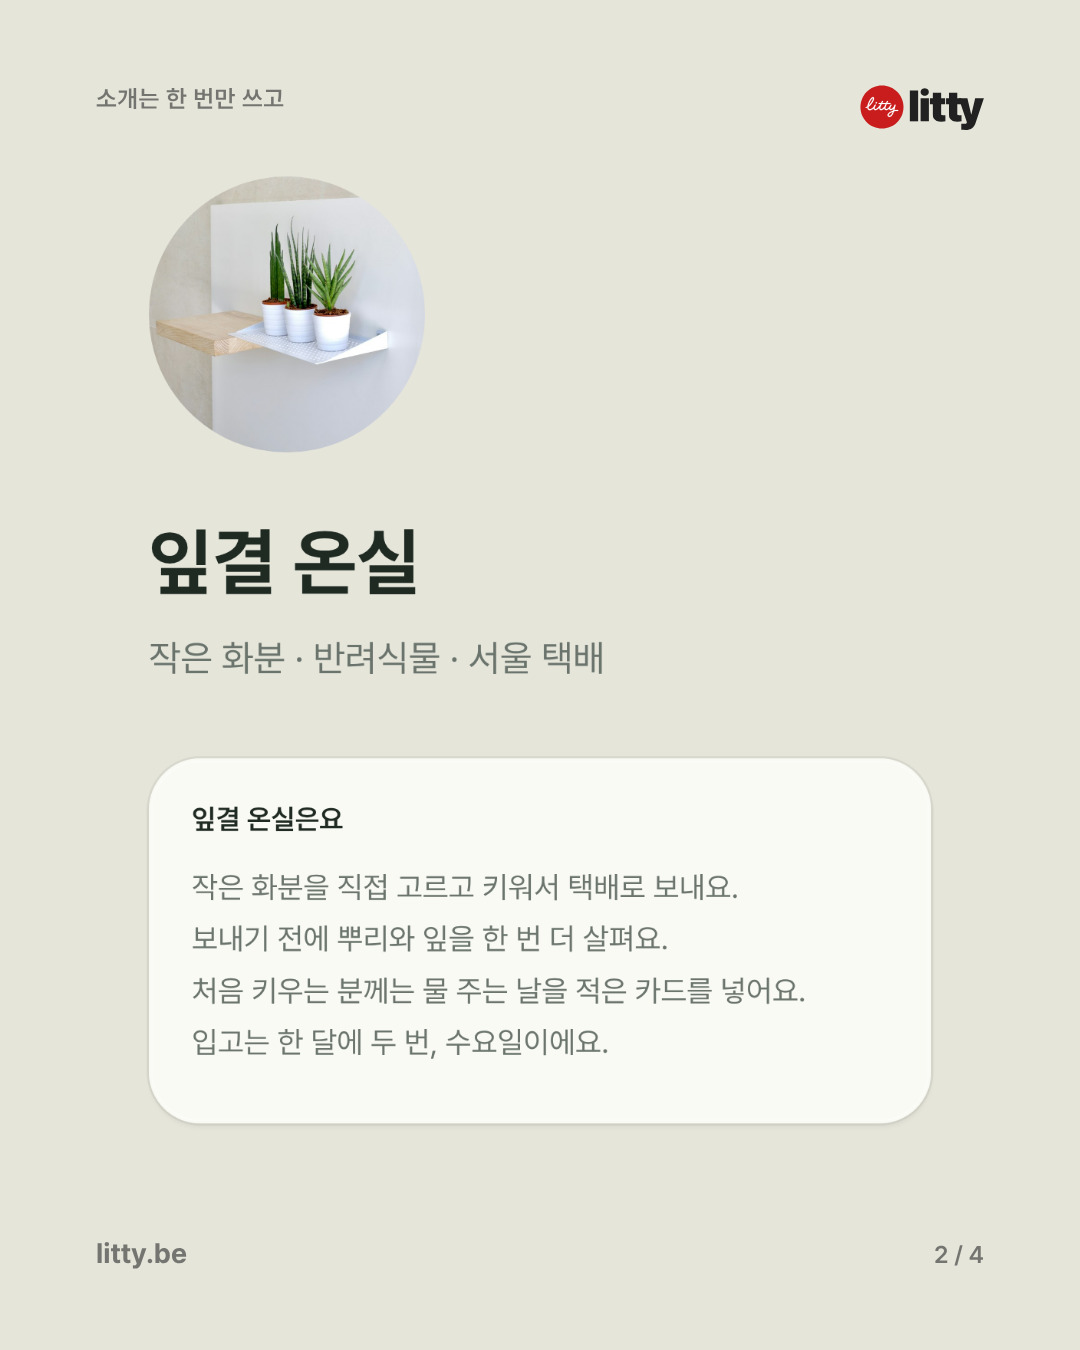 소개는 한 번만 쓰고
litty litty
잎결 온실
작은 화분 · 반려식물 · 서울 택배
잎결 온실은요
작은 화분을 직접 고르고 키워서 택배로 보내요.
보내기 전에 뿌리와 잎을 한 번 더 살펴요.
처음 키우는 분께는 물 주는 날을 적은 카드를 넣어요.
입고는 한 달에 두 번, 수요일이에요.
litty.be
2 / 4